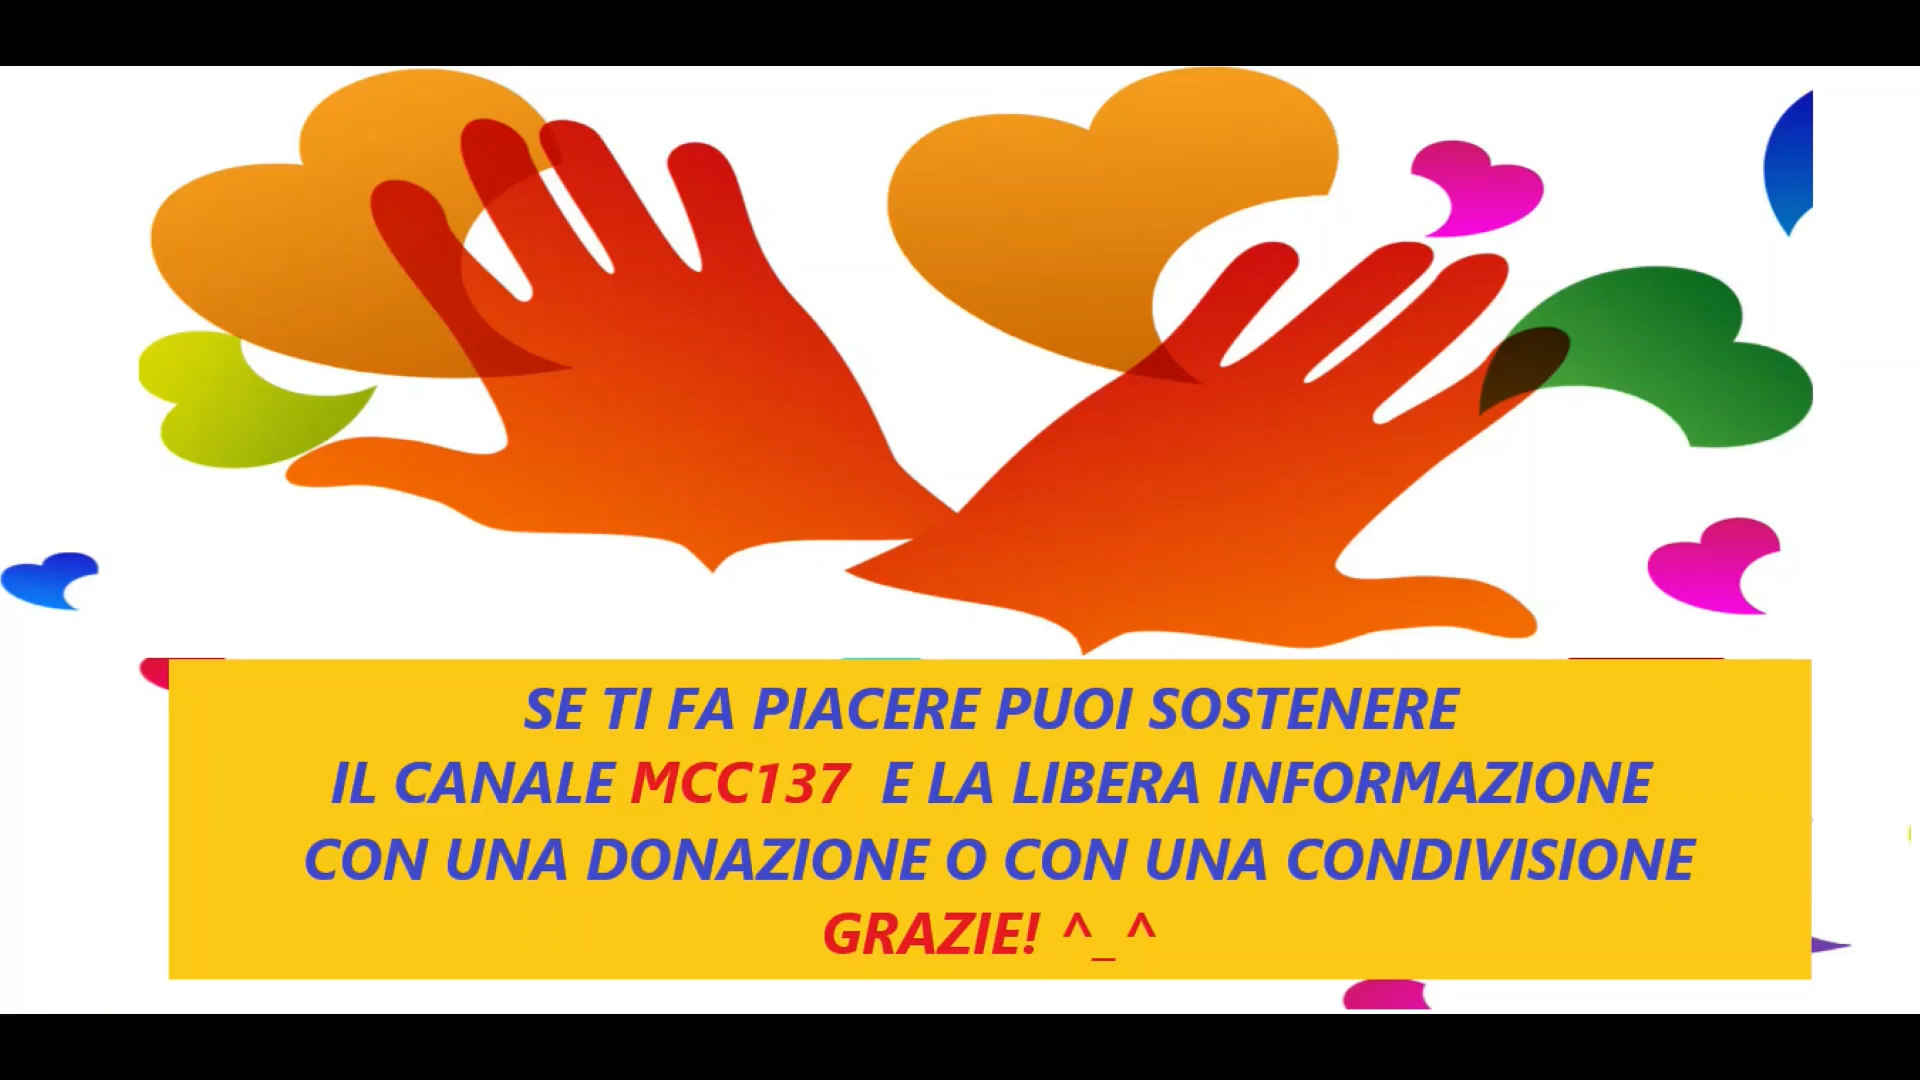 SE TI FA PIACERE PUOI SOSTENERE
IL CANALE MCC137 E LA LIBERA INFORMAZIONE
CON UNA DONAZIONE O CON UNA CONDIVISIONE
GRAZIE! ^_^